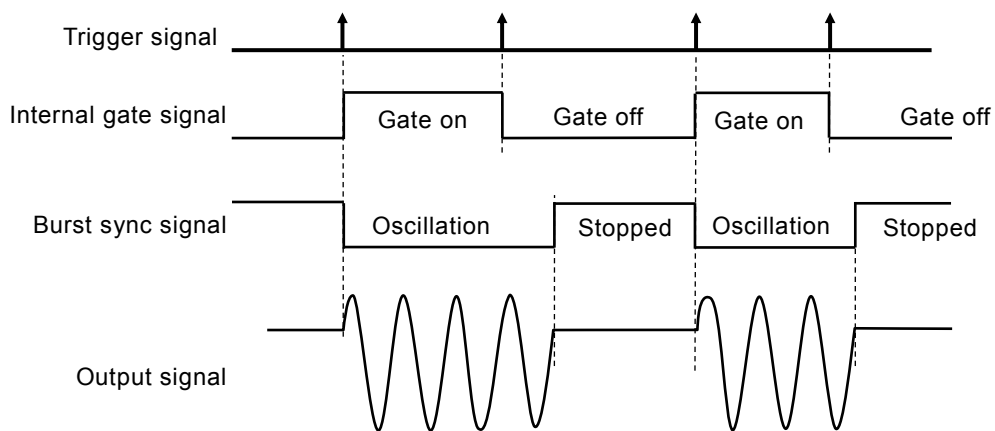 Trigger signal
Internal gate signal
Gate on
Gate off
Gate on
Gate off
Burst sync signal
Oscillation
Stopped
Oscillation
Stopped
Output signal